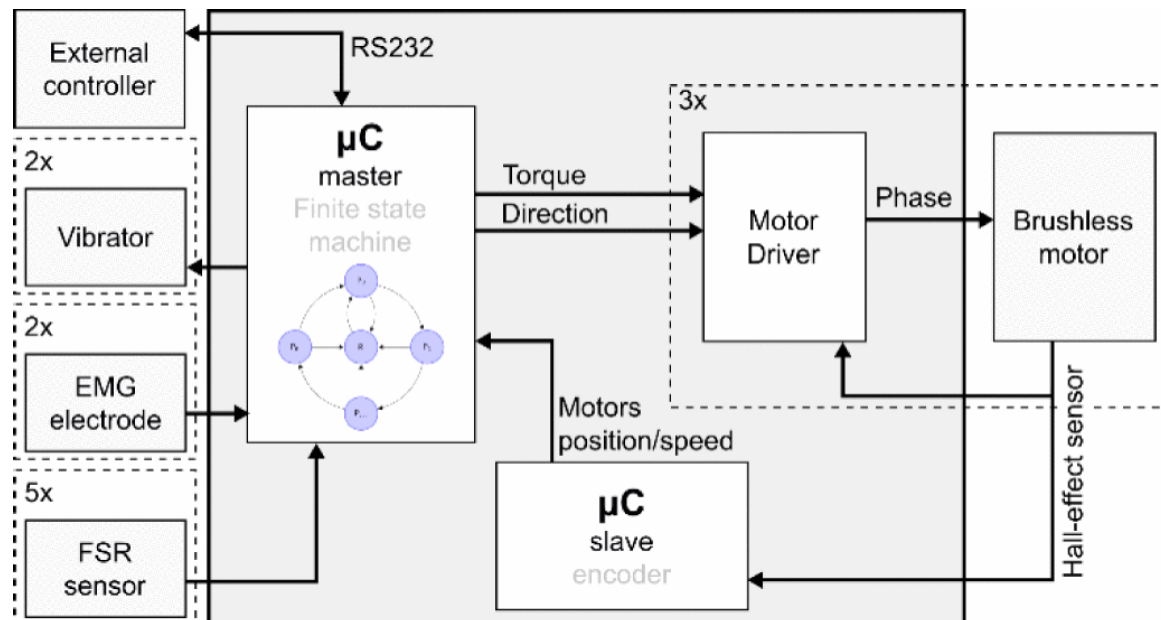 External
controller
RS232
2x
Vibrator
2x
EMG
electrode
5x
FSR
sensor
µC
master
Finite state
machine
R
Torque
Direction
3x
Motor
Driver
Phase
Brushless
motor
Motors
position/speed
µC
slave
encoder
Hall-effect sensor